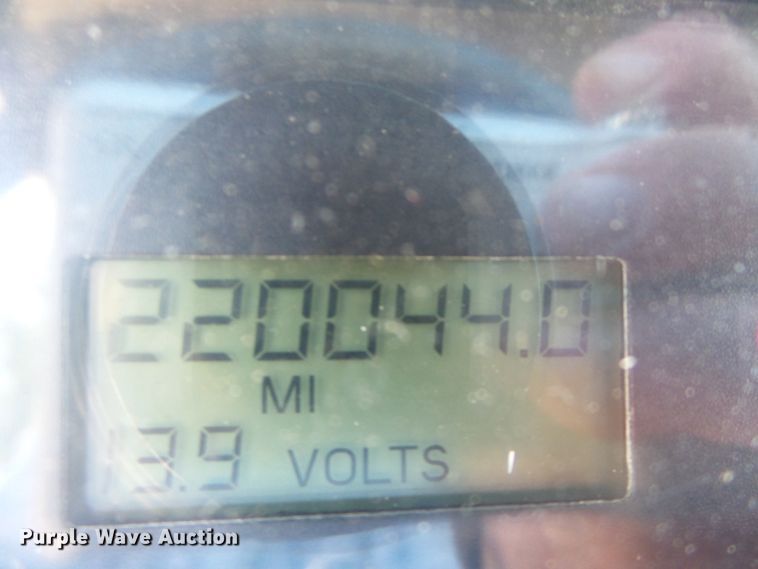 220044.0
MI
13.9 VOLTS
Purple Wave Auction